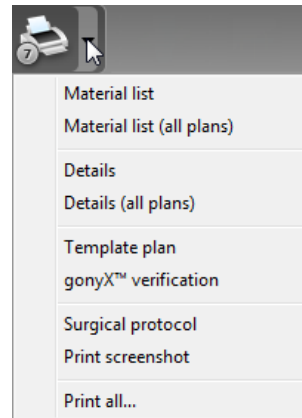 7
Material list
Material list (all plans)
Details
Details (all plans)
Template plan
gonyX™ verification
Surgical protocol
Print screenshot
Print all...